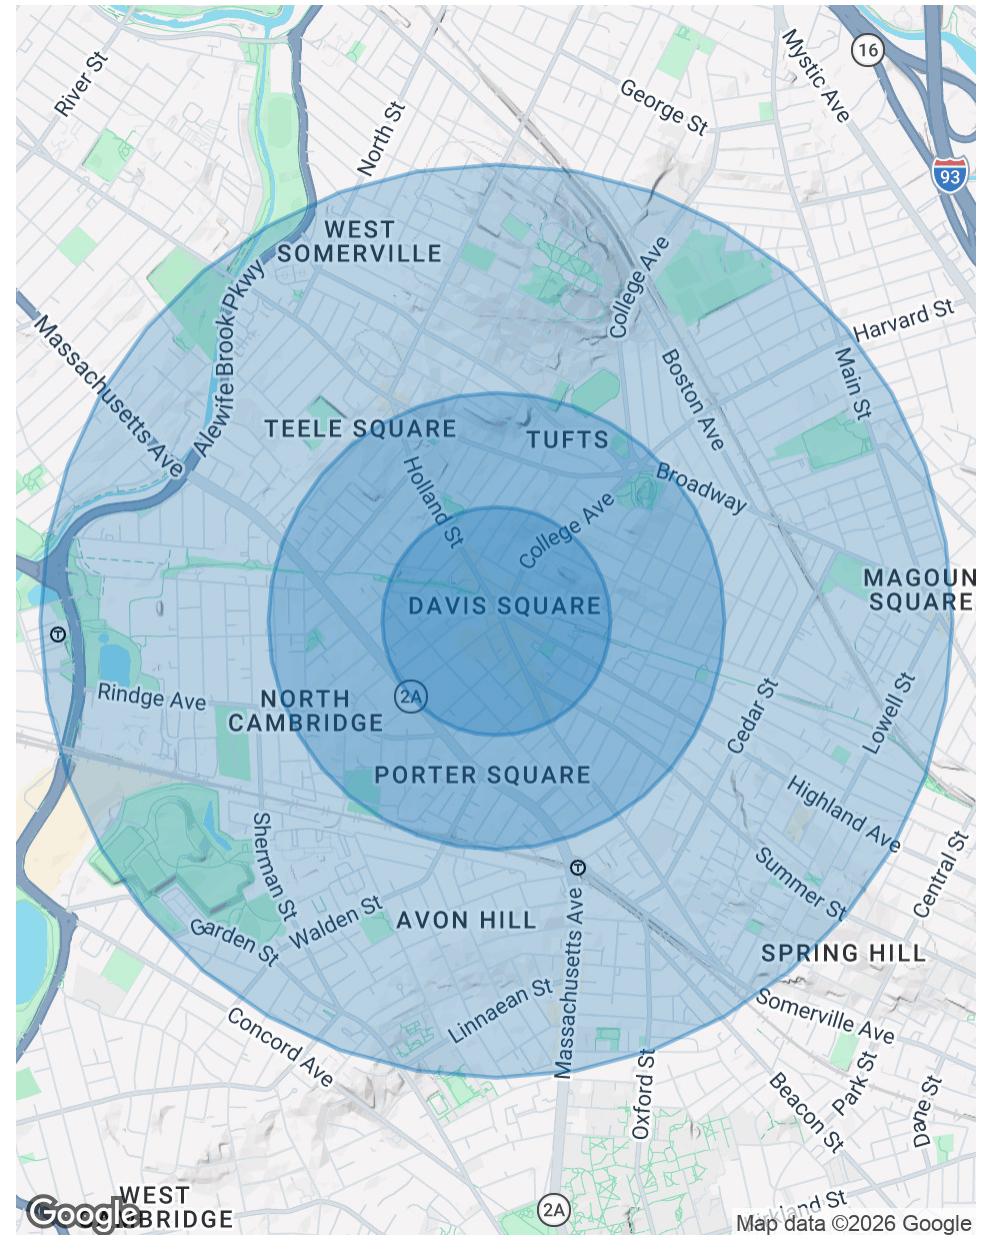 16
Mystic Ave
River St
George St
North St
93
WEST
SOMERVILLE
College Ave
Alewife Brook Pkwy
Harvard St
Massachusetts Ave
Main St
Boston Ave
TEELE SQUARE
TUFTS
Holland St
Broadway
College Ave
MAGOUN
SQUARE
DAVIS SQUARE
T
Rindge Ave
NORTH
CAMBRIDGE
2A
Cedar St
Lowell St
PORTER SQUARE
Highland Ave
Sherman St
Central St
T
Summer St
Walden St
Massachusetts Ave
AVON HILL
Garden St
SPRING HILL
Linnaean St
Somerville Ave
Concord Ave
Oxford St
Park St
Beacon St
Dane St
WEST
CAMBRIDGE
Google
2A
Kirkland St
Map data ©2026 Google